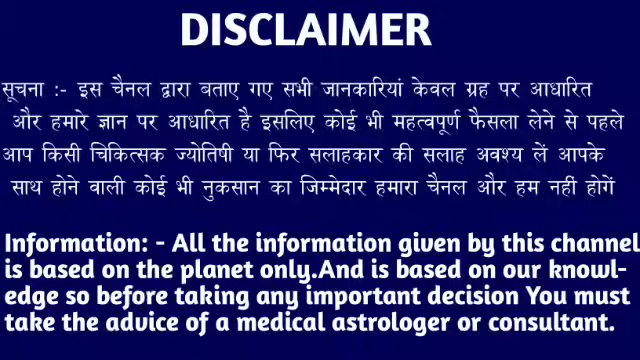 DISCLAIMER
सूचना :- इस चैनल द्वारा बताए गए सभी जानकारियां केवल ग्रह पर आधारित
और हमारे ज्ञान पर आधारित है इसलिए कोई भी महत्वपूर्ण फैसला लेने से पहले
आप किसी चिकित्सक ज्योतिषी या फिर सलाहकार की सलाह अवश्य लें आपके
साथ होने वाली कोई भी नुकसान का जिम्मेदार हमारा चैनल और हम नहीं होगें
Information: - All the information given by this channel
is based on the planet only.And is based on our knowl-
edge so before taking any important decision You must
take the advice of a medical astrologer or consultant.